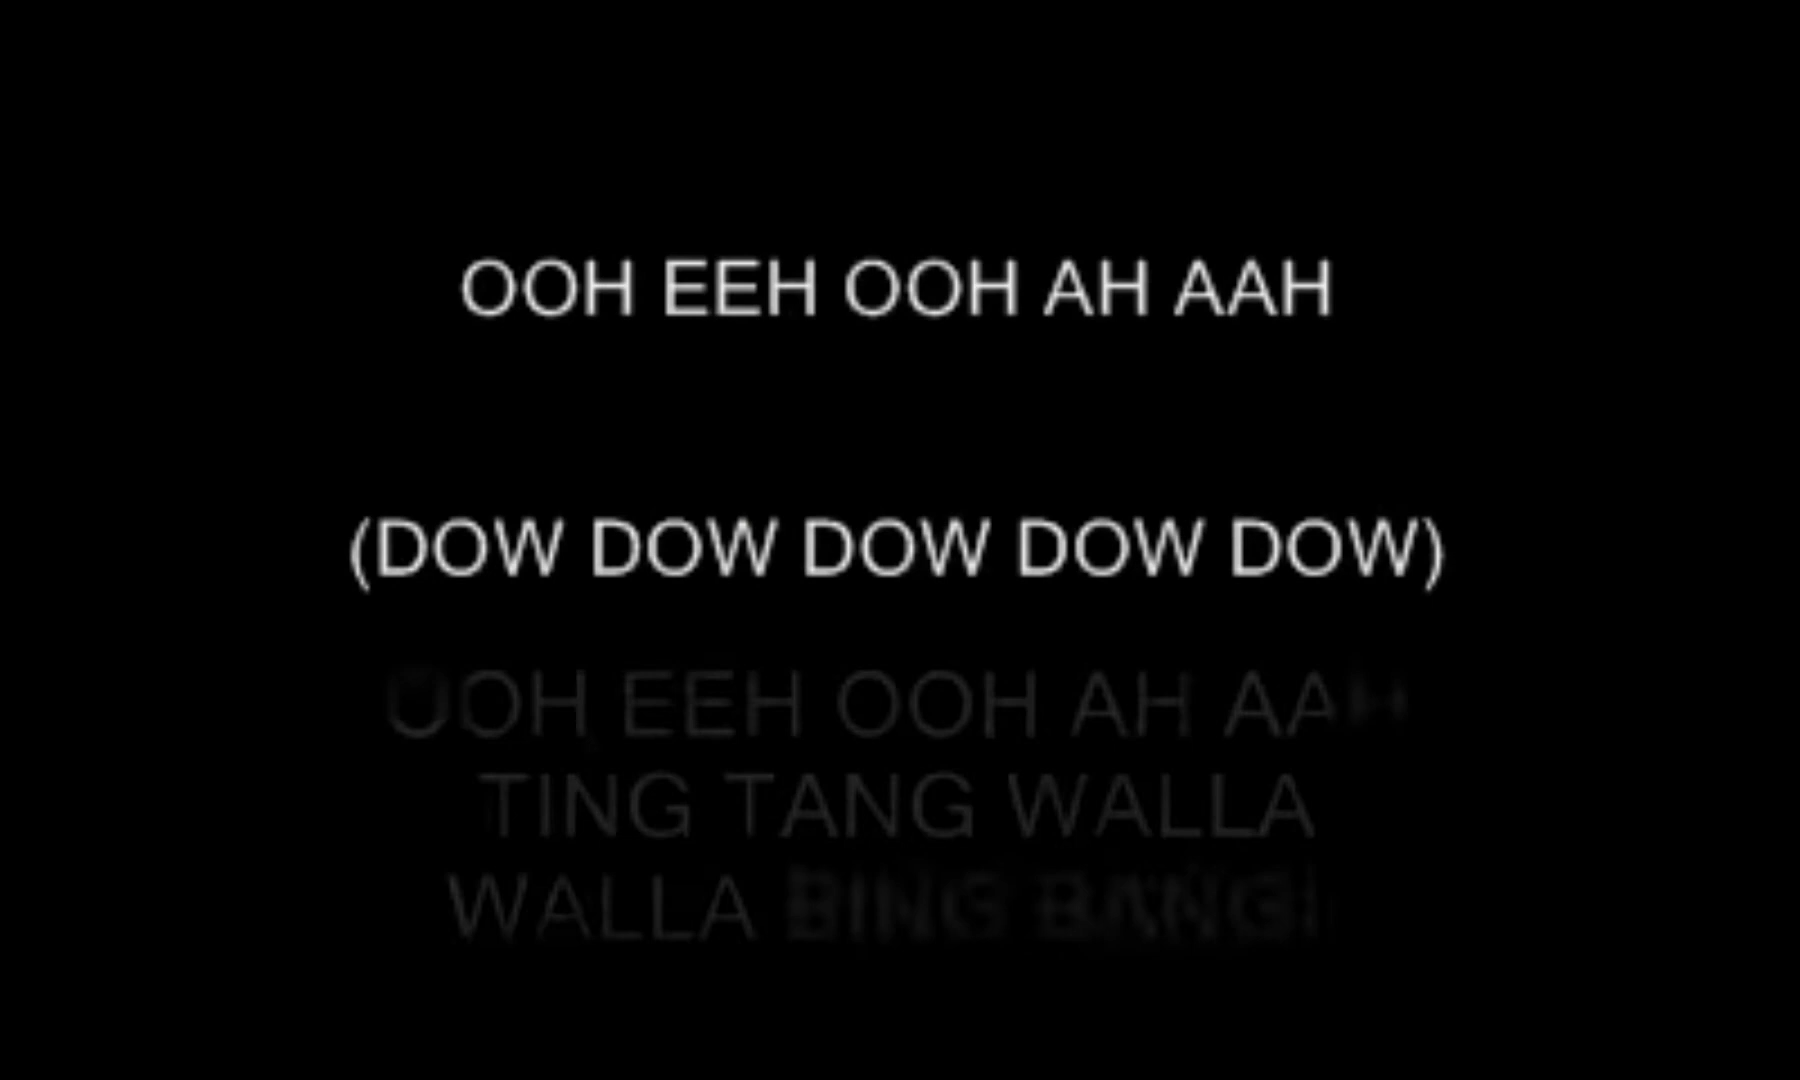 OOH EEH OOH AH AAH
(DOW DOW DOW DOW DOW)
OOH EEH OOH AH AAH
TING TANG WALLA
WALLA BING BANG